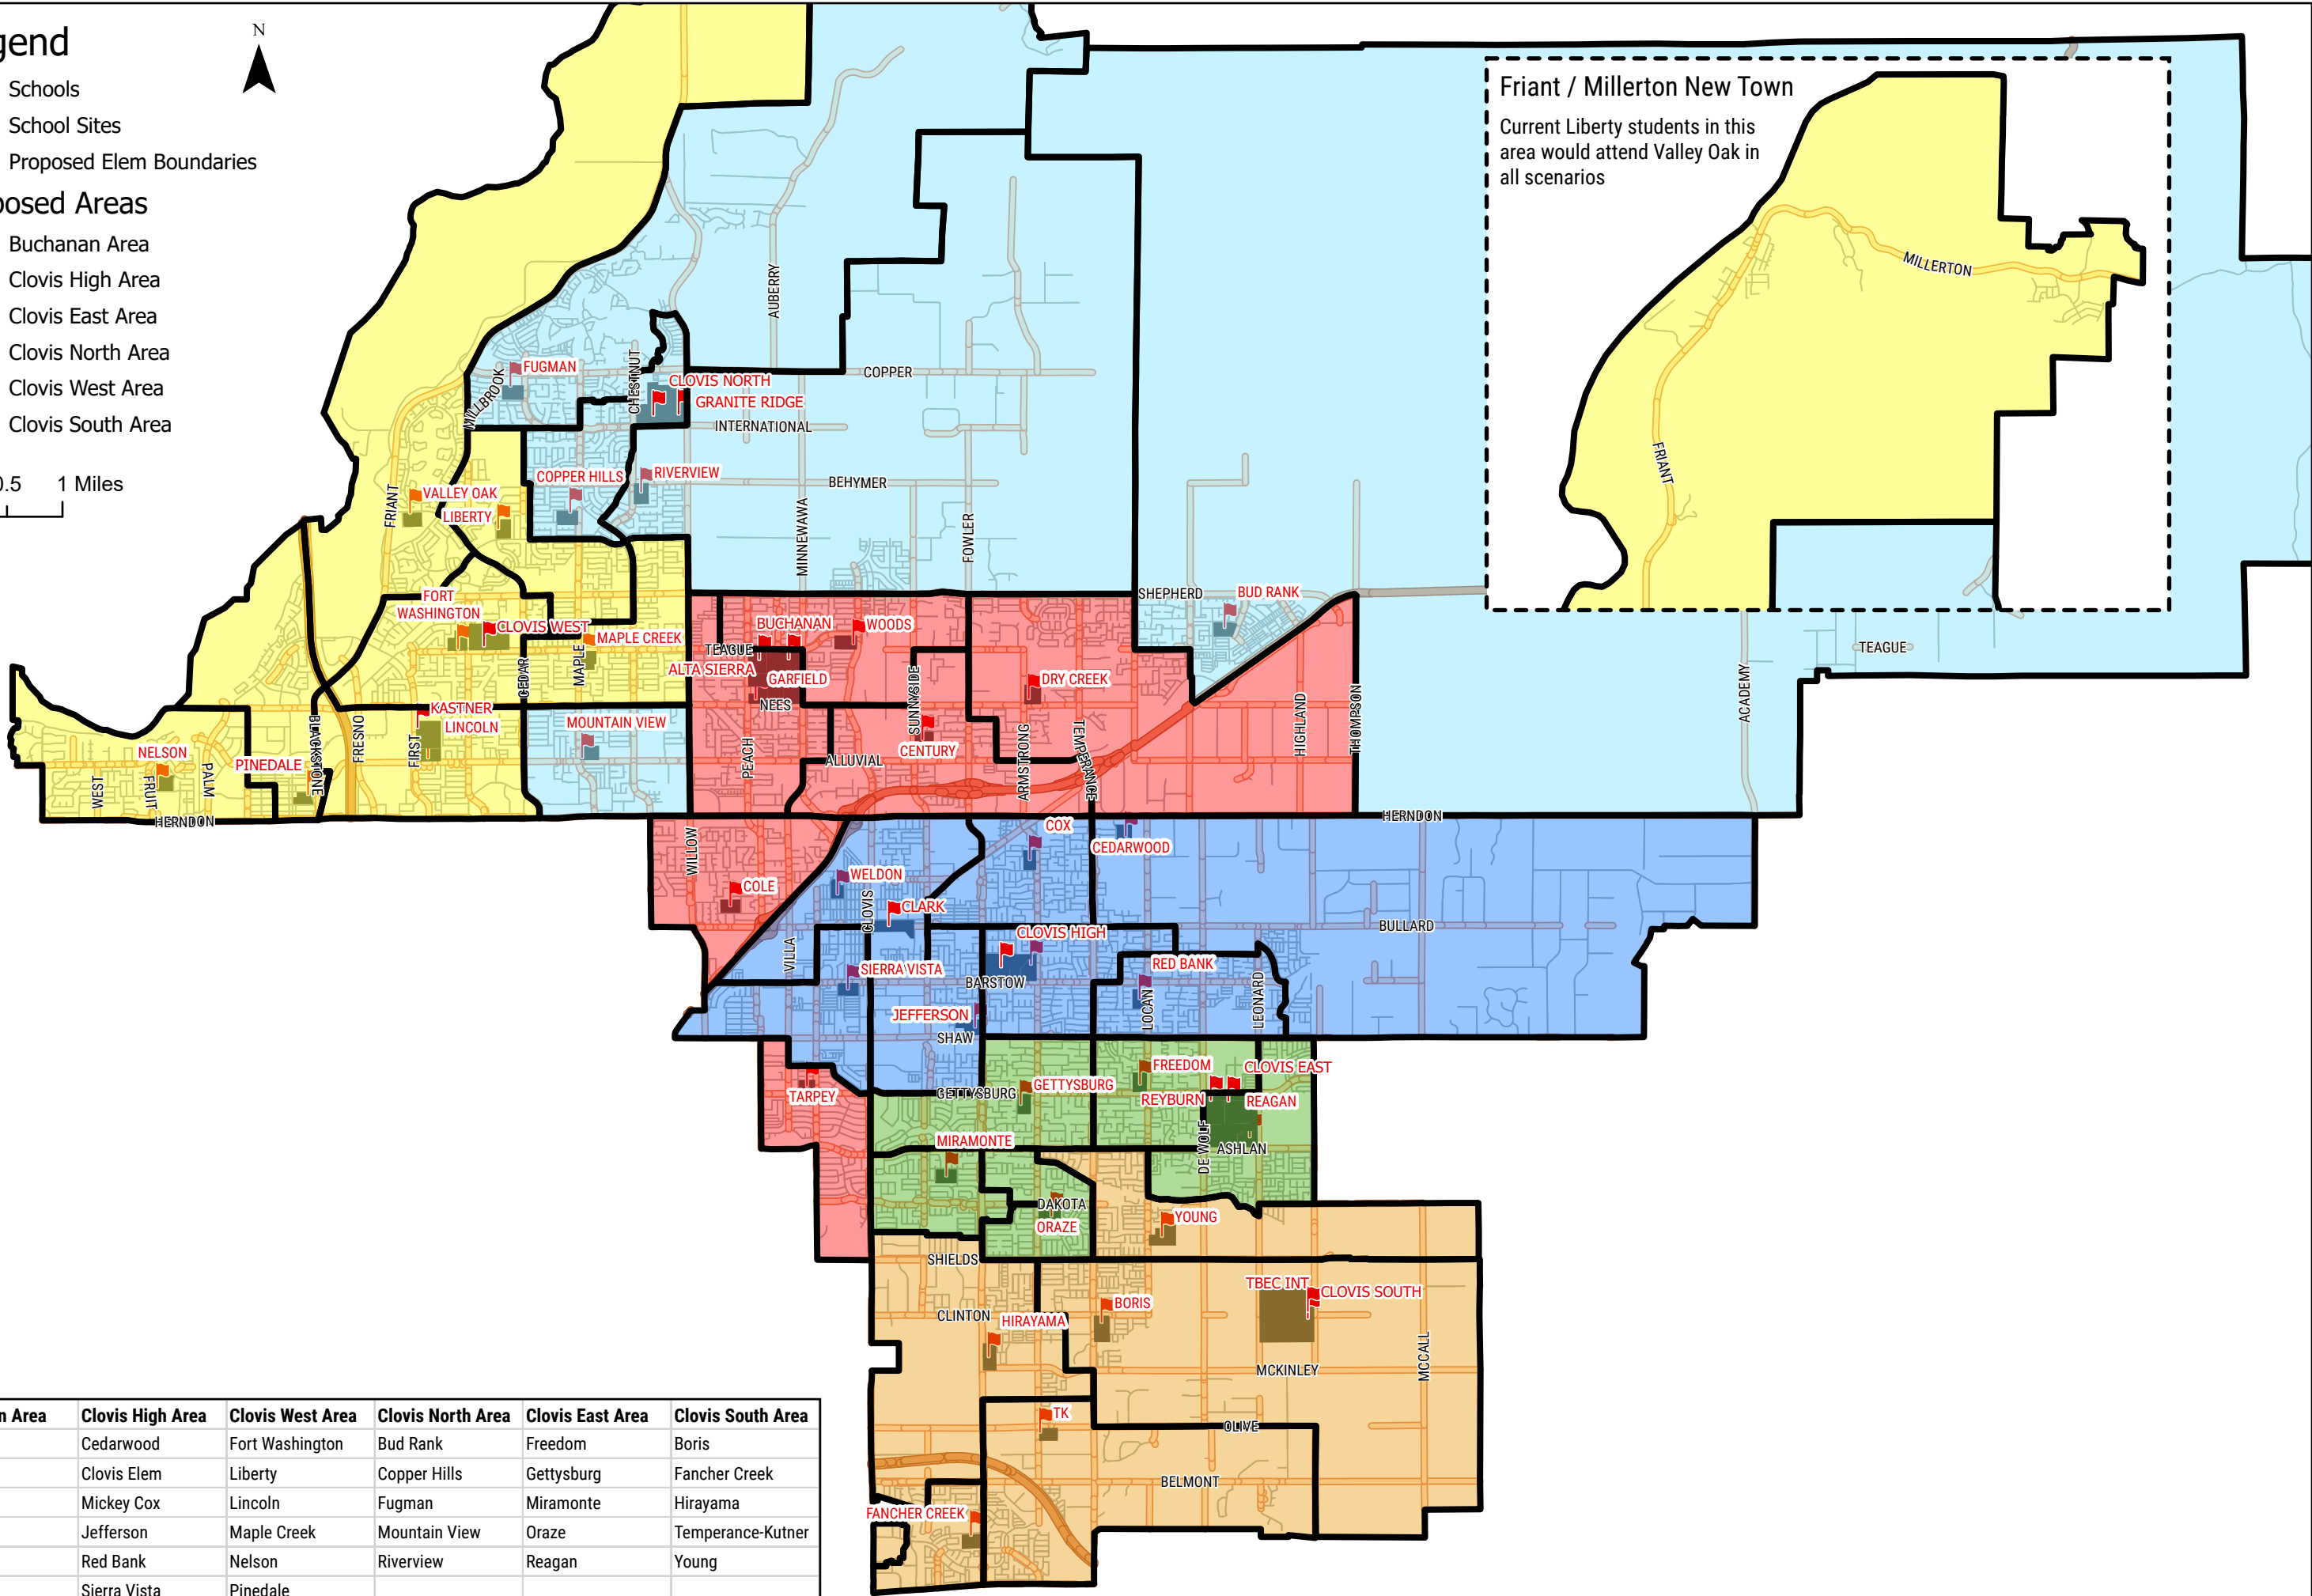 gend
N
Schools
School Sites
Proposed Elem Boundaries
posed Areas
Buchanan Area
Clovis High Area
Clovis East Area
Clovis North Area
Clovis West Area
Clovis South Area
0.5 1 Miles
Friant / Millerton New Town
Current Liberty students in this
area would attend Valley Oak in
all scenarios
MILLERTON
FRIANT
AUBERRY
FUGMAN
MILLBROOK
CHESTNUT
COPPER
CLOVIS NORTH
GRANITE RIDGE
INTERNATIONAL
COPPER HILLS
RIVERVIEW
BEHYMER
FRIANT
VALLEY OAK
LIBERTY
MINNEWAWA
FOWLER
FORT
WASHINGTON
CLOVIS WEST
MAPLE CREEK
CEDAR
MAPLE
SHEPHERD
BUD RANK
BUCHANAN
WOODS
TEAGUE
TEAGUE
ALTA SIERRA
GARFIELD
SUNNYSIDE
DRY CREEK
NEES
HIGHLAND
THOMPSON
ACADEMY
KASTNER
LINCOLN
MOUNTAIN VIEW
BLACKSTONE
FRESNO
FIRST
CENTURY
ARMSTRONG
TEMPERANCE
NELSON
PINEDALE
PEACH
ALLUVIAL
WEST
FRUIT
PALM
HERNDON
HERNDON
WILLOW
COX
CEDARWOOD
COLE
WELDON
CLOVIS
CLARK
BULLARD
VILLA
CLOVIS HIGH
SIERRA VISTA
RED BANK
BARSTOW
LOCAN
LEONARD
JEFFERSON
SHAW
TARPEY
GETTYSBURG
GETTYSBURG
FREEDOM
CLOVIS EAST
REYBURN
REAGAN
MIRAMONTE
DE WOLF
ASHLAN
DAKOTA
ORAZE
YOUNG
SHIELDS
TBEC INT
CLOVIS SOUTH
CLINTON
HIRAYAMA
BORIS
MCKINLEY
MCCALL
TK
OLIVE
BELMONT
FANCHER CREEK
n Area Clovis High Area Clovis West Area Clovis North Area Clovis East Area Clovis South Area
Cedarwood Fort Washington Bud Rank Freedom Boris
Clovis Elem Liberty Copper Hills Gettysburg Fancher Creek
Mickey Cox Lincoln Fugman Miramonte Hirayama
Jefferson Maple Creek Mountain View Oraze Temperance-Kutner
Red Bank Nelson Riverview Reagan Young
Sierra Vista Pinedale